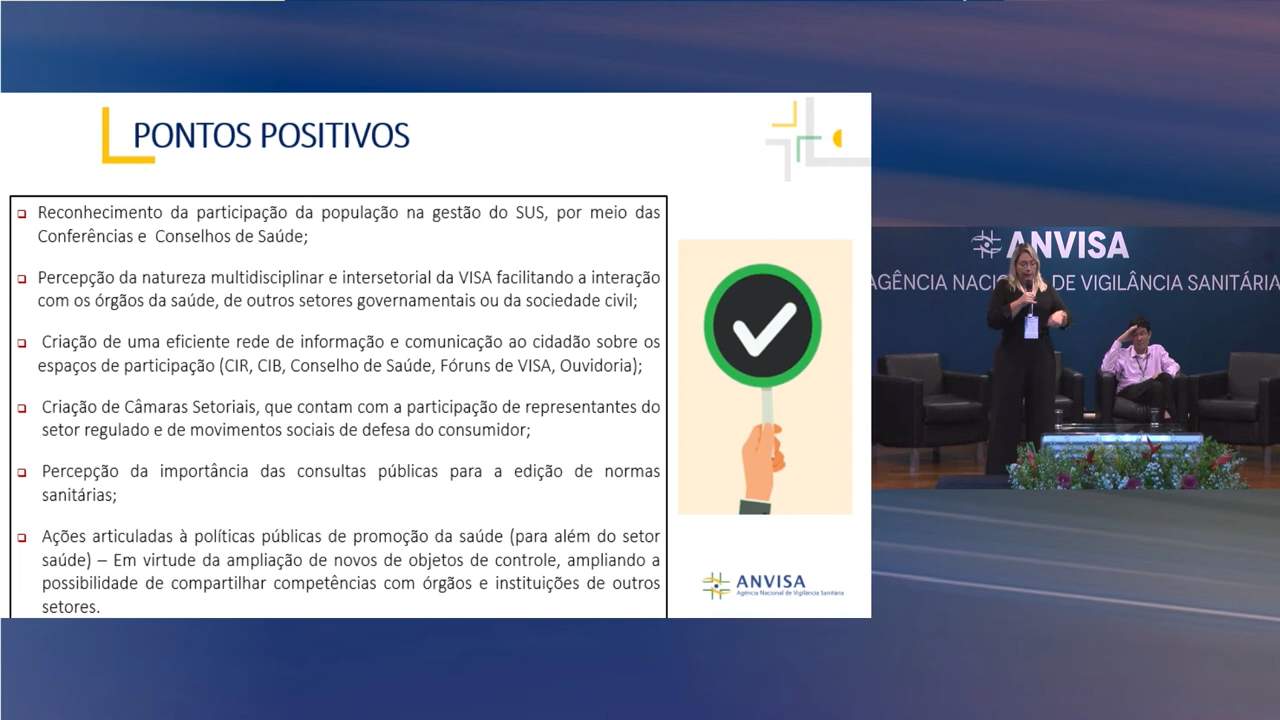 PONTOS POSITIVOS
Reconhecimento da participação da população na gestão do SUS, por meio das
Conferências e Conselhos de Saúde;
Percepção da natureza multidisciplinar e intersetorial da VISA facilitando a interação
com os órgãos da saúde, de outros setores governamentais ou da sociedade civil;
Criação de uma eficiente rede de informação e comunicação ao cidadão sobre os
espaços de participação (CIR, CIB, Conselho de Saúde, Fóruns de VISA, Ouvidoria);
Criação de Câmaras Setoriais, que contam com a participação de representantes do
setor regulado e de movimentos sociais de defesa do consumidor;
Percepção da importância das consultas públicas para a edição de normas
sanitárias;
Ações articuladas à políticas públicas de promoção da saúde (para além do setor
saúde) – Em virtude da ampliação de novos de objetos de controle, ampliando a
possibilidade de compartilhar competências com órgãos e instituições de outros
setores.
ANVISA
Agência Nacional de Vigilância Sanitária
ANVISA
AGÊNCIA NAC DE VIGILÂNCIA SANITÁRIA